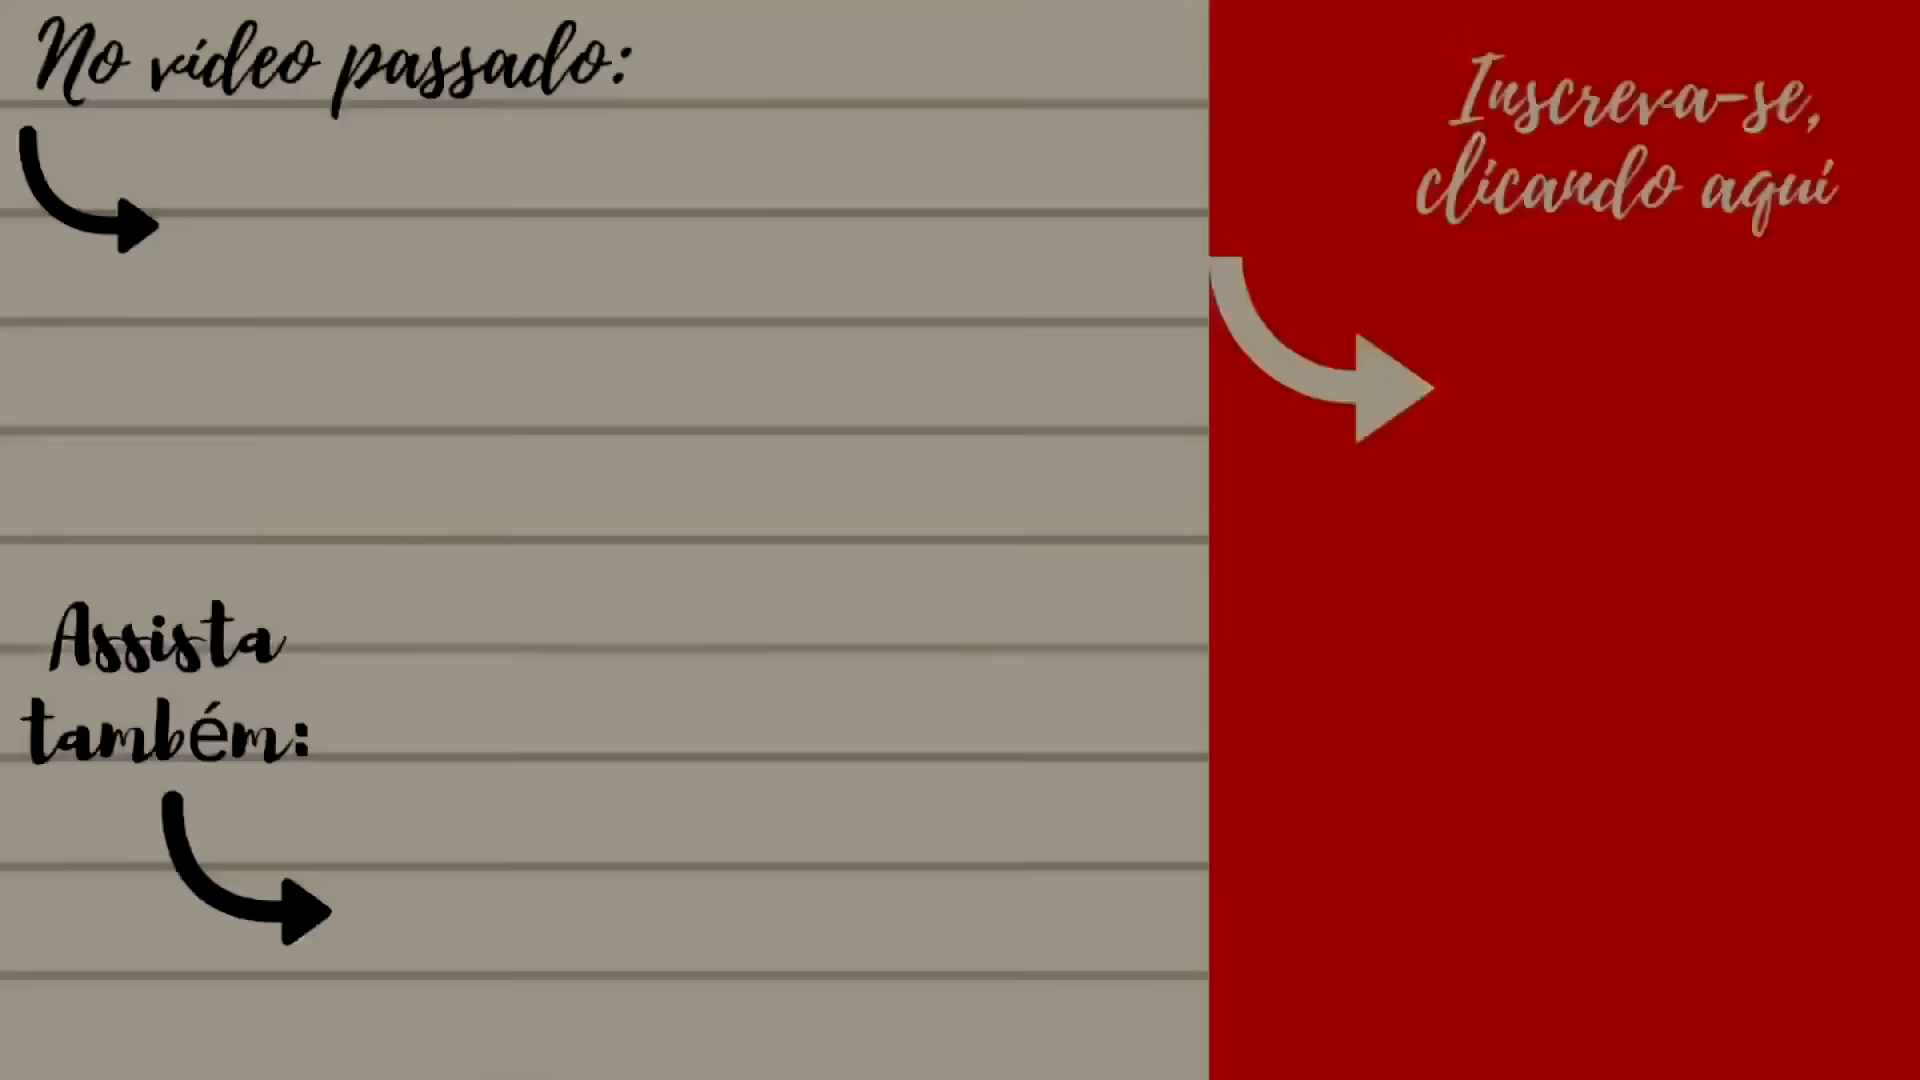 No vídeo passado:
Inscreva-se,
clicando aqui
Assista
também: